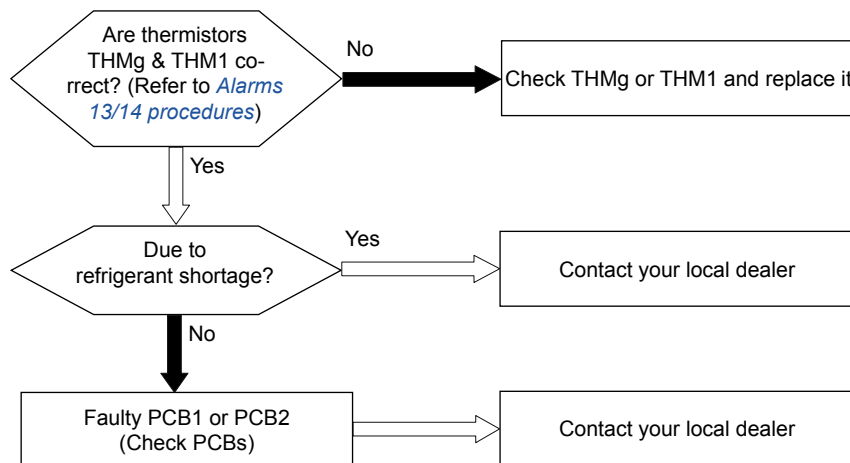 Are thermistors
THMg & THM1 co-
rrect? (Refer to Alarms
13/14 procedures)
No
Check THMg or THM1 and replace it
Yes
Due to
refrigerant shortage?
Yes
Contact your local dealer
No
Faulty PCB1 or PCB2
(Check PCBs)
Contact your local dealer